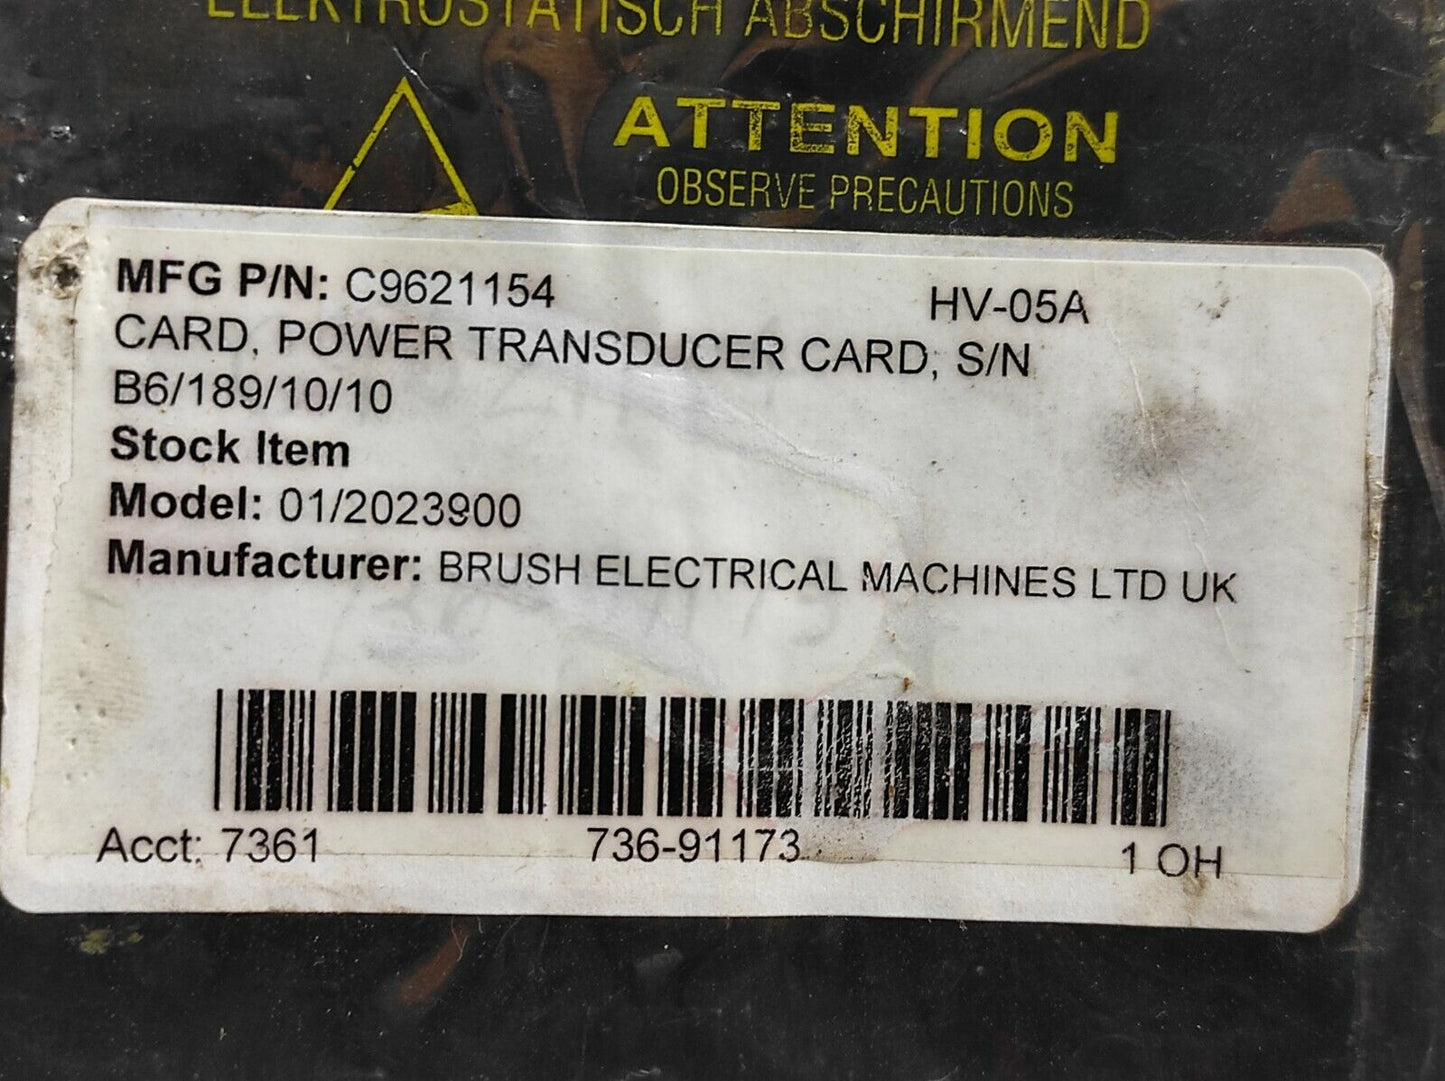 ELEKTROSTATISCH ABSCHIRMEND
ATTENTION
OBSERVE PRECAUTIONS
MFG P/N: C9621154 HV-05A
CARD, POWER TRANSDUCER CARD, S/N
B6/189/10/10
Stock Item
Model: 01/2023900
Manufacturer: BRUSH ELECTRICAL MACHINES LTD UK
Acct: 7361 736-91173 1 OH